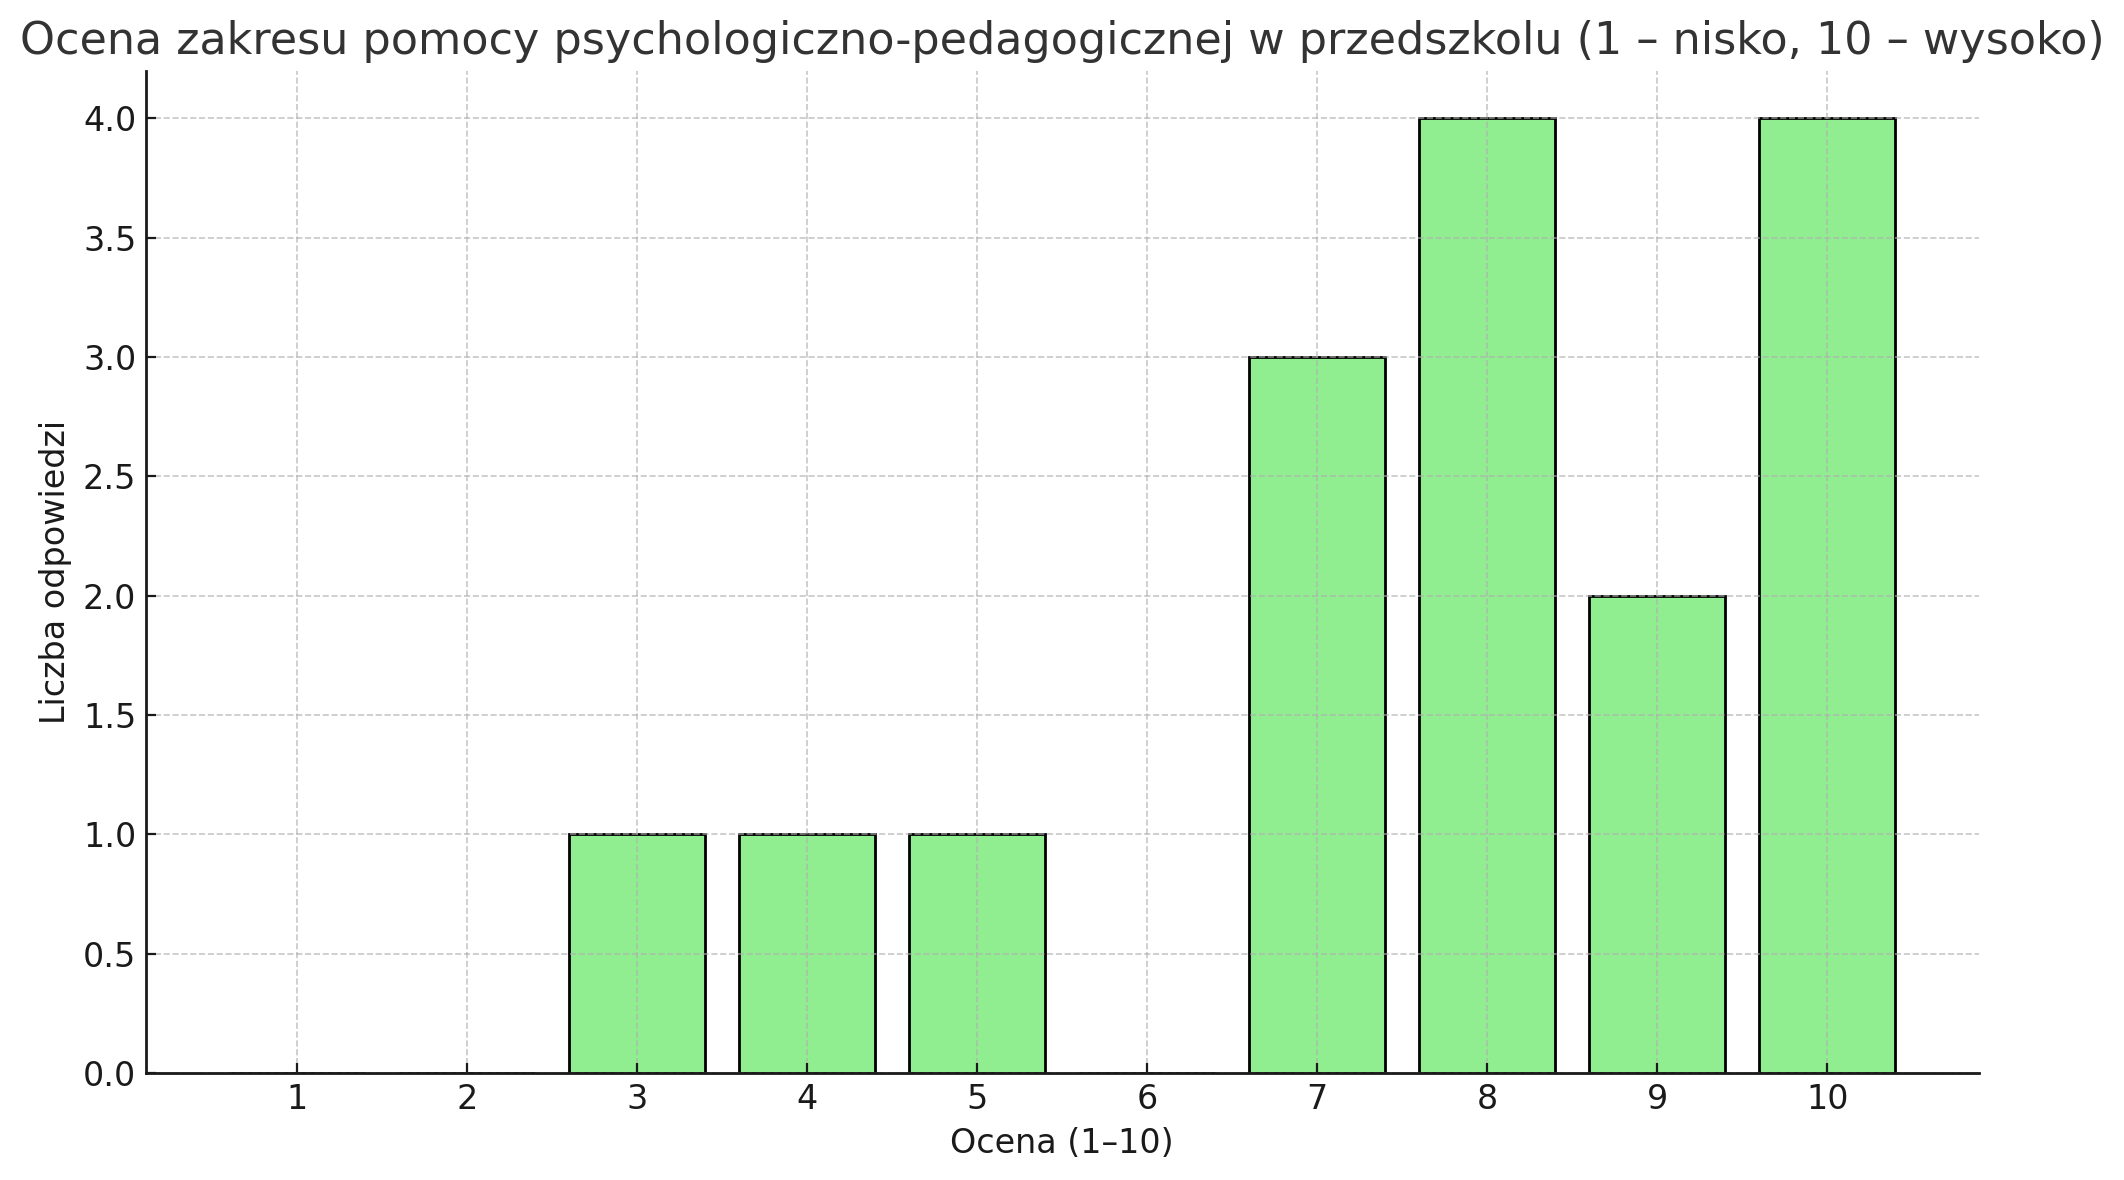 Ocena zakresu pomocy psychologiczno-pedagogicznej w przedszkolu (1 – nisko, 10 – wysoko)
4.0
3.5
3.0
2.5
2.0
1.5
1.0
0.5
0.0
Liczba odpowiedzi
1 2 3 4 5 6 7 8 9 10
Ocena (1–10)